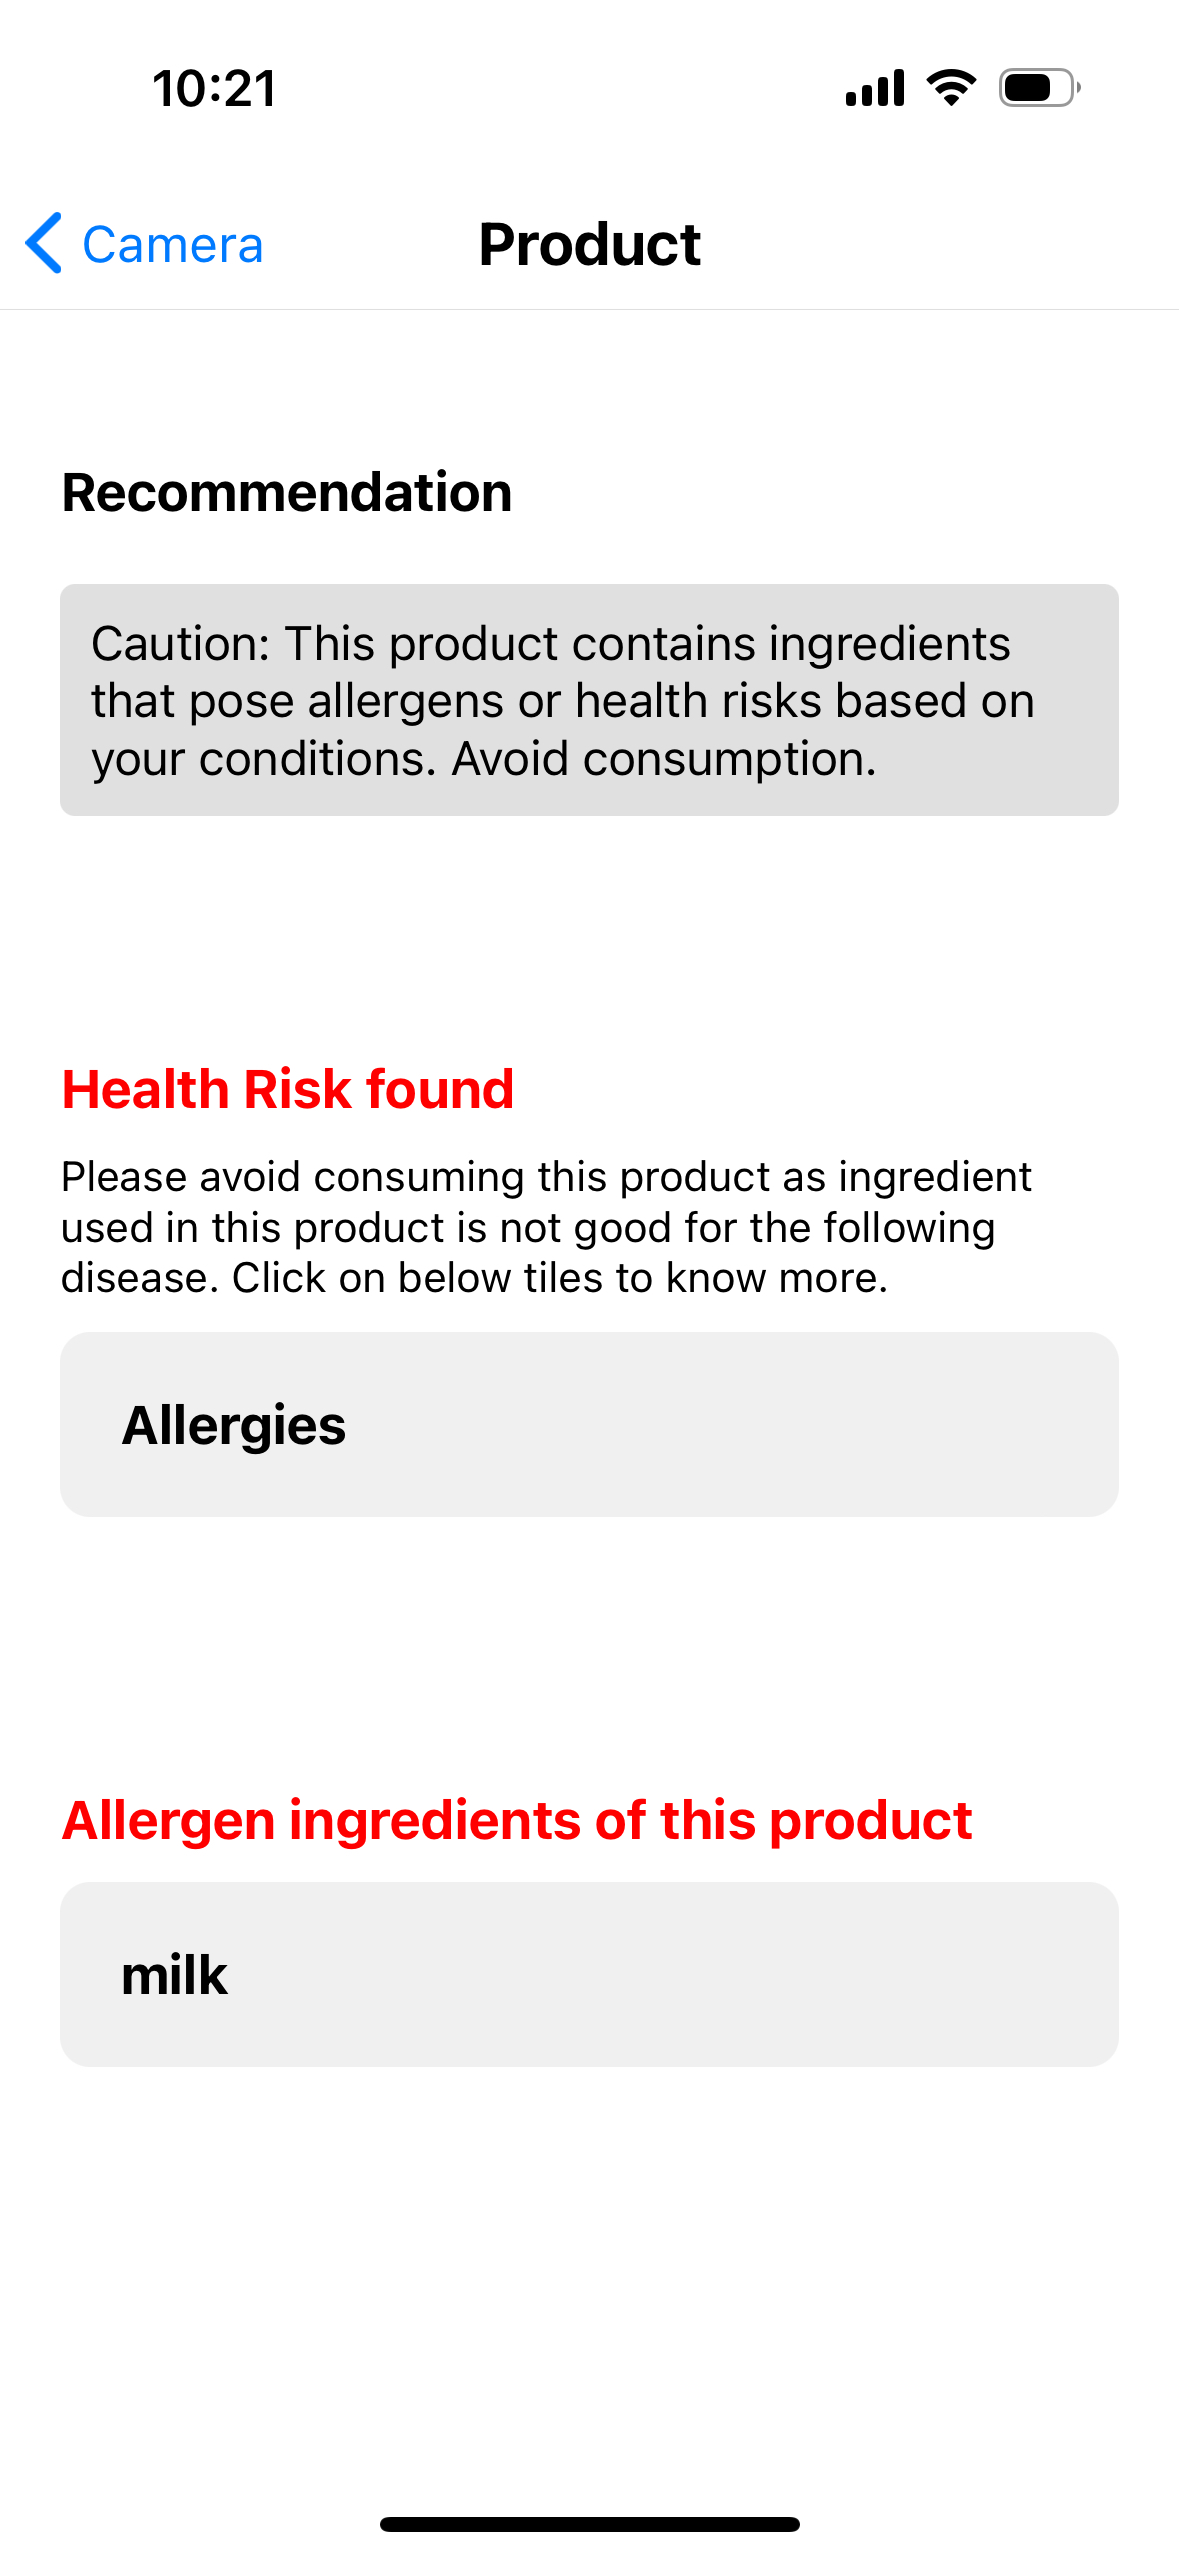 10:21
Camera
Product
Recommendation
Caution: This product contains ingredients
that pose allergens or health risks based on
your conditions. Avoid consumption.
Health Risk found
Please avoid consuming this product as ingredient
used in this product is not good for the following
disease. Click on below tiles to know more.
Allergies
Allergen ingredients of this product
milk